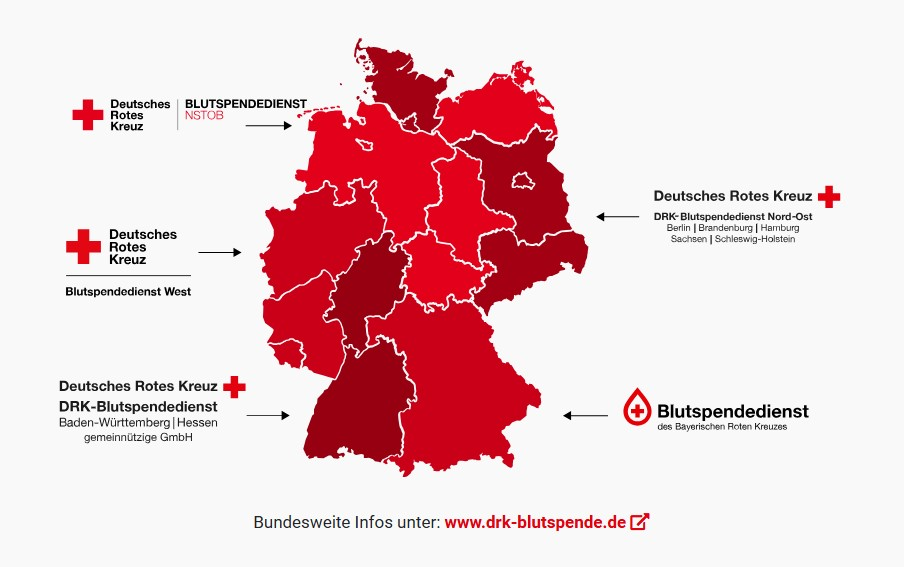 Deutsches
Rotes
Kreuz
BLUTSPENDEDIENST
NSTOB
Deutsches Rotes Kreuz
DRK-Blutspendedienst Nord-Ost
Berlin | Brandenburg | Hamburg
Sachsen | Schleswig-Holstein
Deutsches
Rotes
Kreuz
Blutspendedienst West
Deutsches Rotes Kreuz
DRK-Blutspendedienst
Baden-Württemberg | Hessen
gemeinnützige GmbH
Blutspendedienst
des Bayerischen Roten Kreuzes
Bundesweite Infos unter: www.drk-blutspende.de